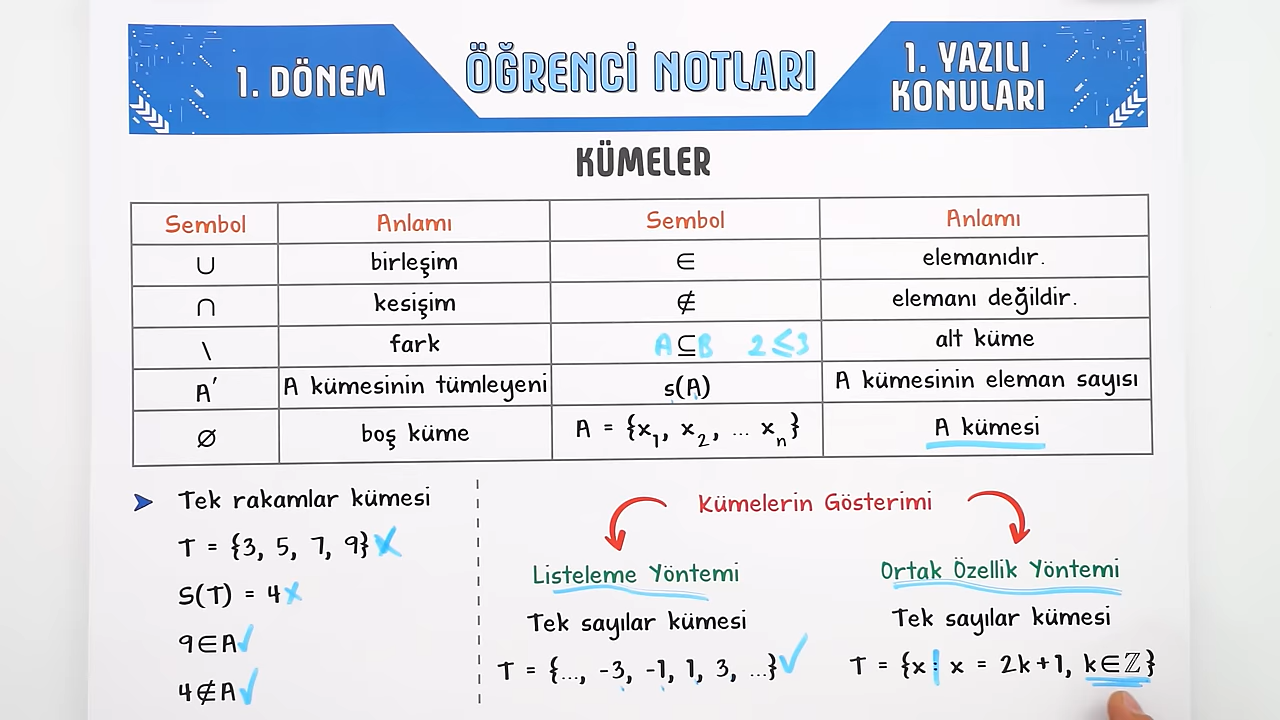 1. DÖNEM
ÖĞRENCİ NOTLARI
1. YAZILI
KONULARI
KÜMELER
Sembol Anlamı Sembol Anlamı
∪ birleşim ∈ elemanıdır.
∩ kesişim ∉ elemanı değildir.
\ fark A⊆B 2≤3 alt küme
A' A kümesinin tümleyeni s(A) A kümesinin eleman sayısı
∅ boş küme A = {x₁, x₂, ... xₙ} A kümesi
➤ Tek rakamlar kümesi
T = {3, 5, 7, 9} ✗
S(T) = 4 ✗
9∈A ✓
4∉A ✓
Kümelerin Gösterimi
Listeleme Yöntemi
Tek sayılar kümesi
T = {..., -3, -1, 1, 3, ...} ✓
Ortak Özellik Yöntemi
Tek sayılar kümesi
T = {x | x = 2k+1, k∈ℤ}